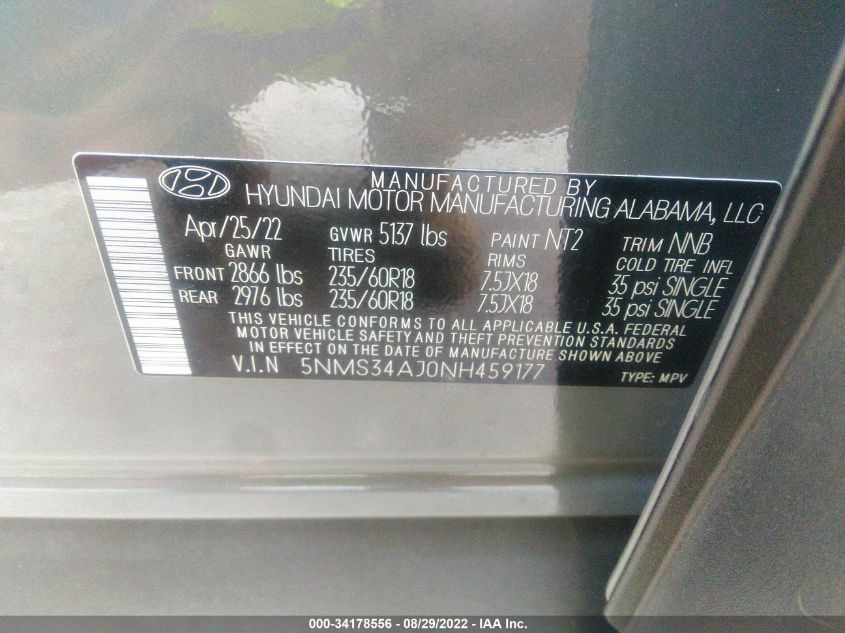 MANUFACTURED BY
HYUNDAI MOTOR MANUFACTURING ALABAMA, LLC
Apr/25/22 GVWR 5137 lbs PAINT NT2 TRIM NNB
GAWR TIRES RIMS COLD TIRE INFL
FRONT 2866 lbs 235/60R18 7.5JX18 35 psi SINGLE
REAR 2976 lbs 235/60R18 7.5JX18 35 psi SINGLE
THIS VEHICLE CONFORMS TO ALL APPLICABLE U.S.A. FEDERAL
MOTOR VEHICLE SAFETY AND THEFT PREVENTION STANDARDS
IN EFFECT ON THE DATE OF MANUFACTURE SHOWN ABOVE.
V.I.N 5NMS34AJ0NH459177 TYPE: MPV
000-34178556 - 08/29/2022 - IAA Inc.